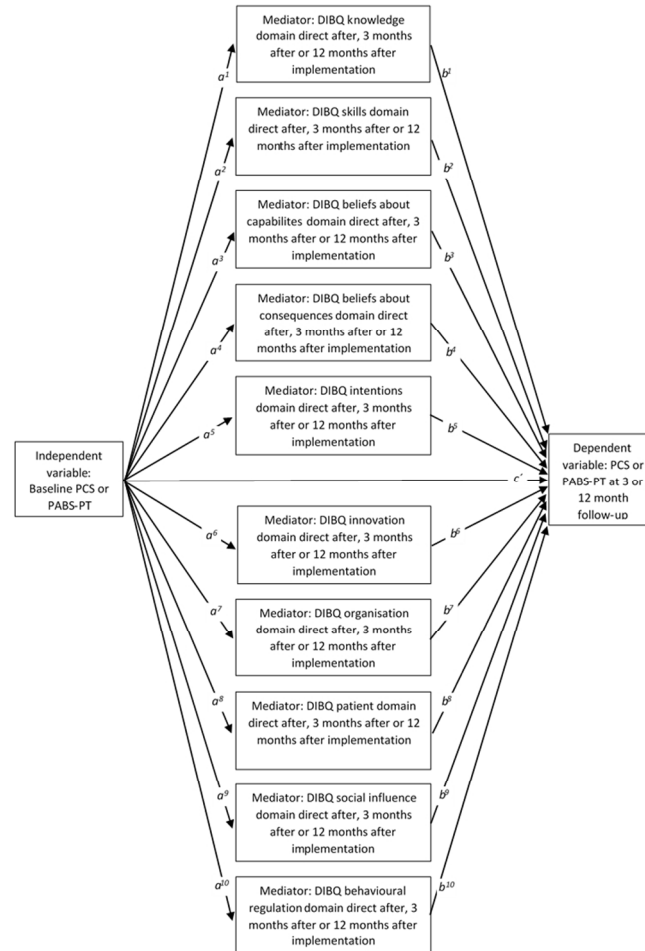 Mediator: DIBQ knowledge
domain direct after, 3 months
after or 12 months after
implementation
a1
b1
Mediator: DIBQ skills domain
direct after, 3 months after or 12
months after implementation
a2
b2
Mediator: DIBQ beliefs about
capabilites domain direct after, 3
months after or 12 months after
implementation
a3
b3
Mediator: DIBQ beliefs about
consequences domain direct
after, 3 months after or 12
months after implementation
a4
b4
Mediator: DIBQ intentions
domain direct after, 3 months
after or 12 months after
implementation
a5
b5
Independent
variable:
Baseline PCS or
PABS-PT
c'
Dependent
variable: PCS or
PABS-PT at 3 or
12 month
follow-up
Mediator: DIBQ innovation
domain direct after, 3 months
after or 12 months after
implementation
a6
b6
Mediator: DIBQ organisation
domain direct after, 3 months
after or 12 months after
implementation
a7
b7
Mediator: DIBQ patient domain
direct after, 3 months after or 12
months after implementation
a8
b8
Mediator: DIBQ social influence
domain direct after, 3 months
after or 12 months after
implementation
a9
b9
Mediator: DIBQ behavioural
regulation domain direct after, 3
months after or 12 months after
implementation
a10
b10